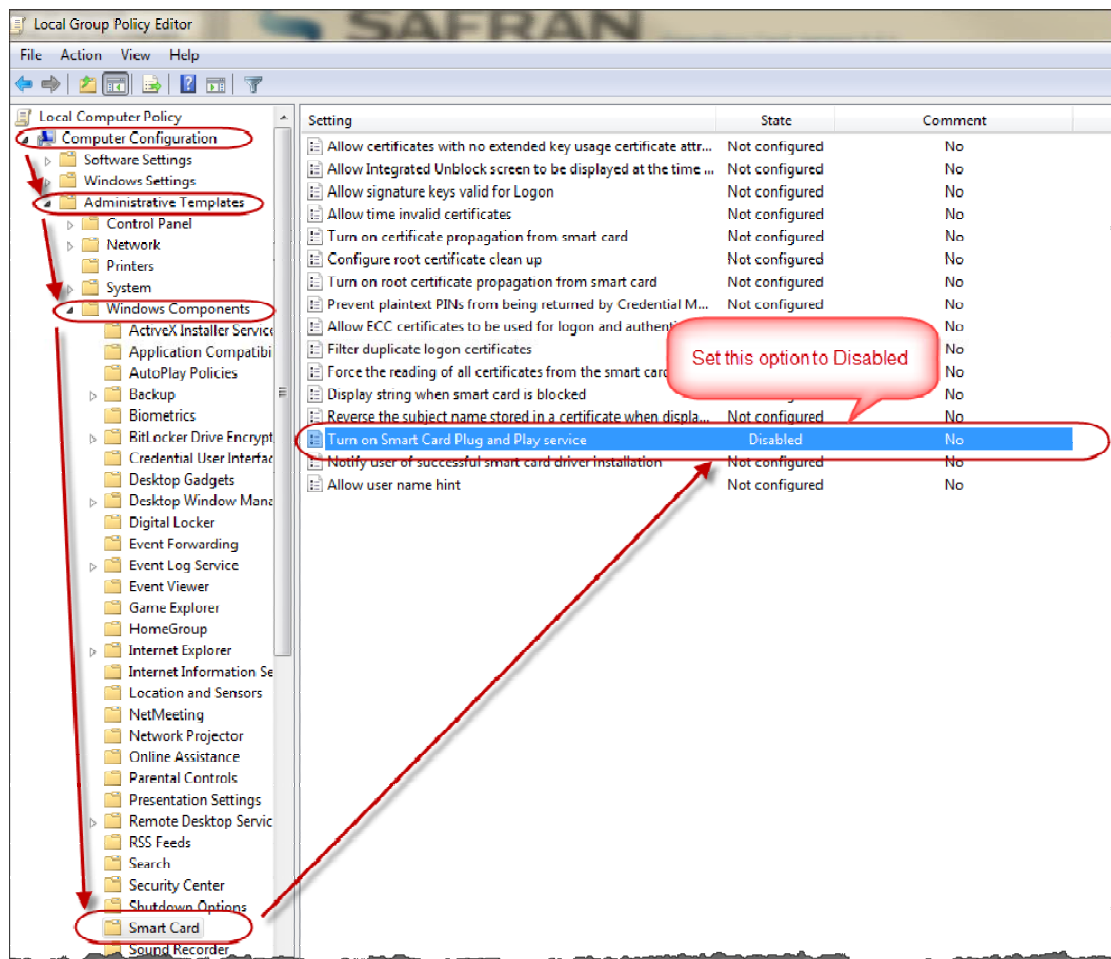 Local Group Policy Editor
SAFRAN
File Action View Help
Local Computer Policy
Computer Configuration
Software Settings
Windows Settings
Administrative Templates
Control Panel
Network
Printers
System
Windows Components
ActiveX Installer Service
Application Compatibi
AutoPlay Policies
Backup
Biometrics
BitLocker Drive Encrypt
Credential User Interfac
Desktop Gadgets
Desktop Window Mana
Digital Locker
Event Forwarding
Event Log Service
Event Viewer
Game Explorer
HomeGroup
Internet Explorer
Internet Information Se
Location and Sensors
NetMeeting
Network Projector
Online Assistance
Parental Controls
Presentation Settings
Remote Desktop Servic
RSS Feeds
Search
Security Center
Shutdown Options
Smart Card
Sound Recorder
Setting State Comment
Allow certificates with no extended key usage certificate attr... Not configured No
Allow Integrated Unblock screen to be displayed at the time ... Not configured No
Allow signature keys valid for Logon Not configured No
Allow time invalid certificates Not configured No
Turn on certificate propagation from smart card Not configured No
Configure root certificate clean up Not configured No
Turn on root certificate propagation from smart card Not configured No
Prevent plaintext PINs from being returned by Credential M... Not configured No
Allow ECC certificates to be used for logon and authenti No
Filter duplicate logon certificates No
Force the reading of all certificates from the smart card No
Display string when smart card is blocked No
Reverse the subject name stored in a certificate when displa... Not configured No
Turn on Smart Card Plug and Play service Disabled No
Notify user of successful smart card driver installation Not configured No
Allow user name hint Not configured No
Set this option to Disabled